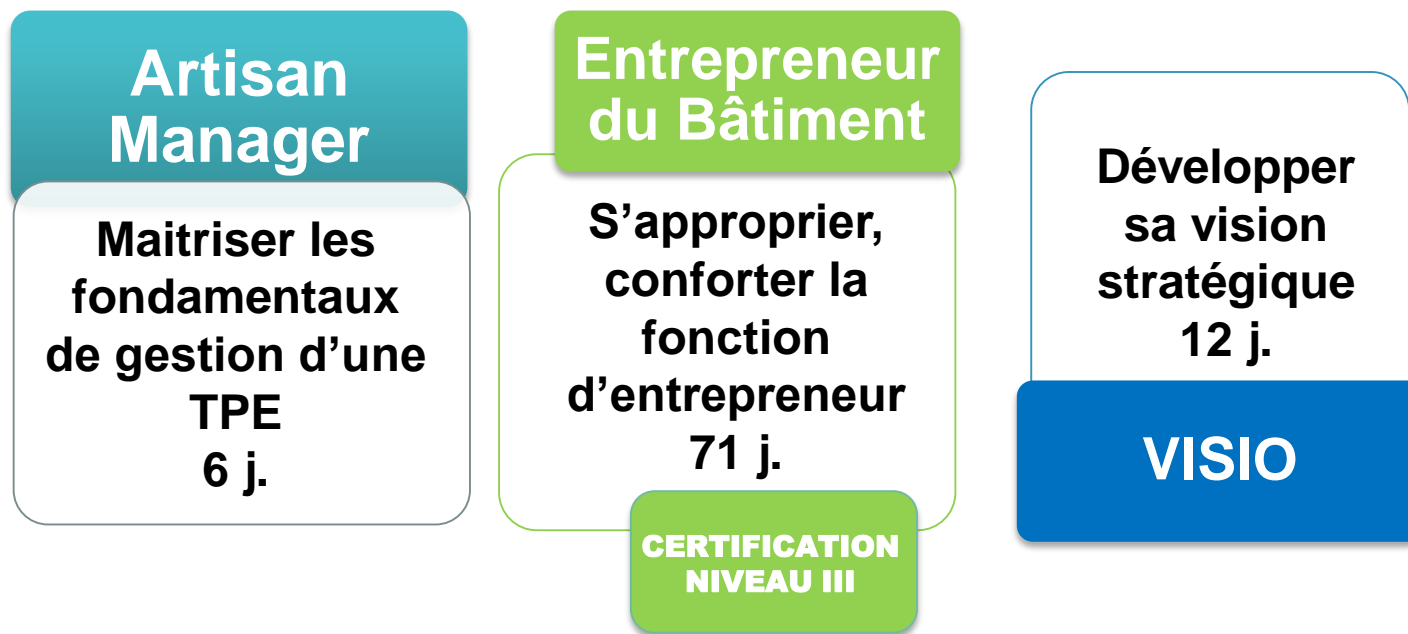 Artisan
Manager
Maitriser les
fondamentaux
de gestion d’une
TPE
6 j.
Entrepreneur
du Bâtiment
S’approprier,
conforter la
fonction
d’entrepreneur
71 j.
CERTIFICATION
NIVEAU III
Développer
sa vision
stratégique
12 j.
VISIO